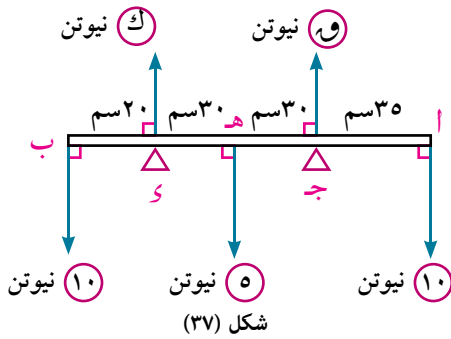 ق نيوتن ك نيوتن
أ ٣٥سم ٣٠سم هـ ٣٠سم ٢٠سم ب
جـ ء
١٠ نيوتن ٥ نيوتن ١٠ نيوتن
شكل (٣٧)